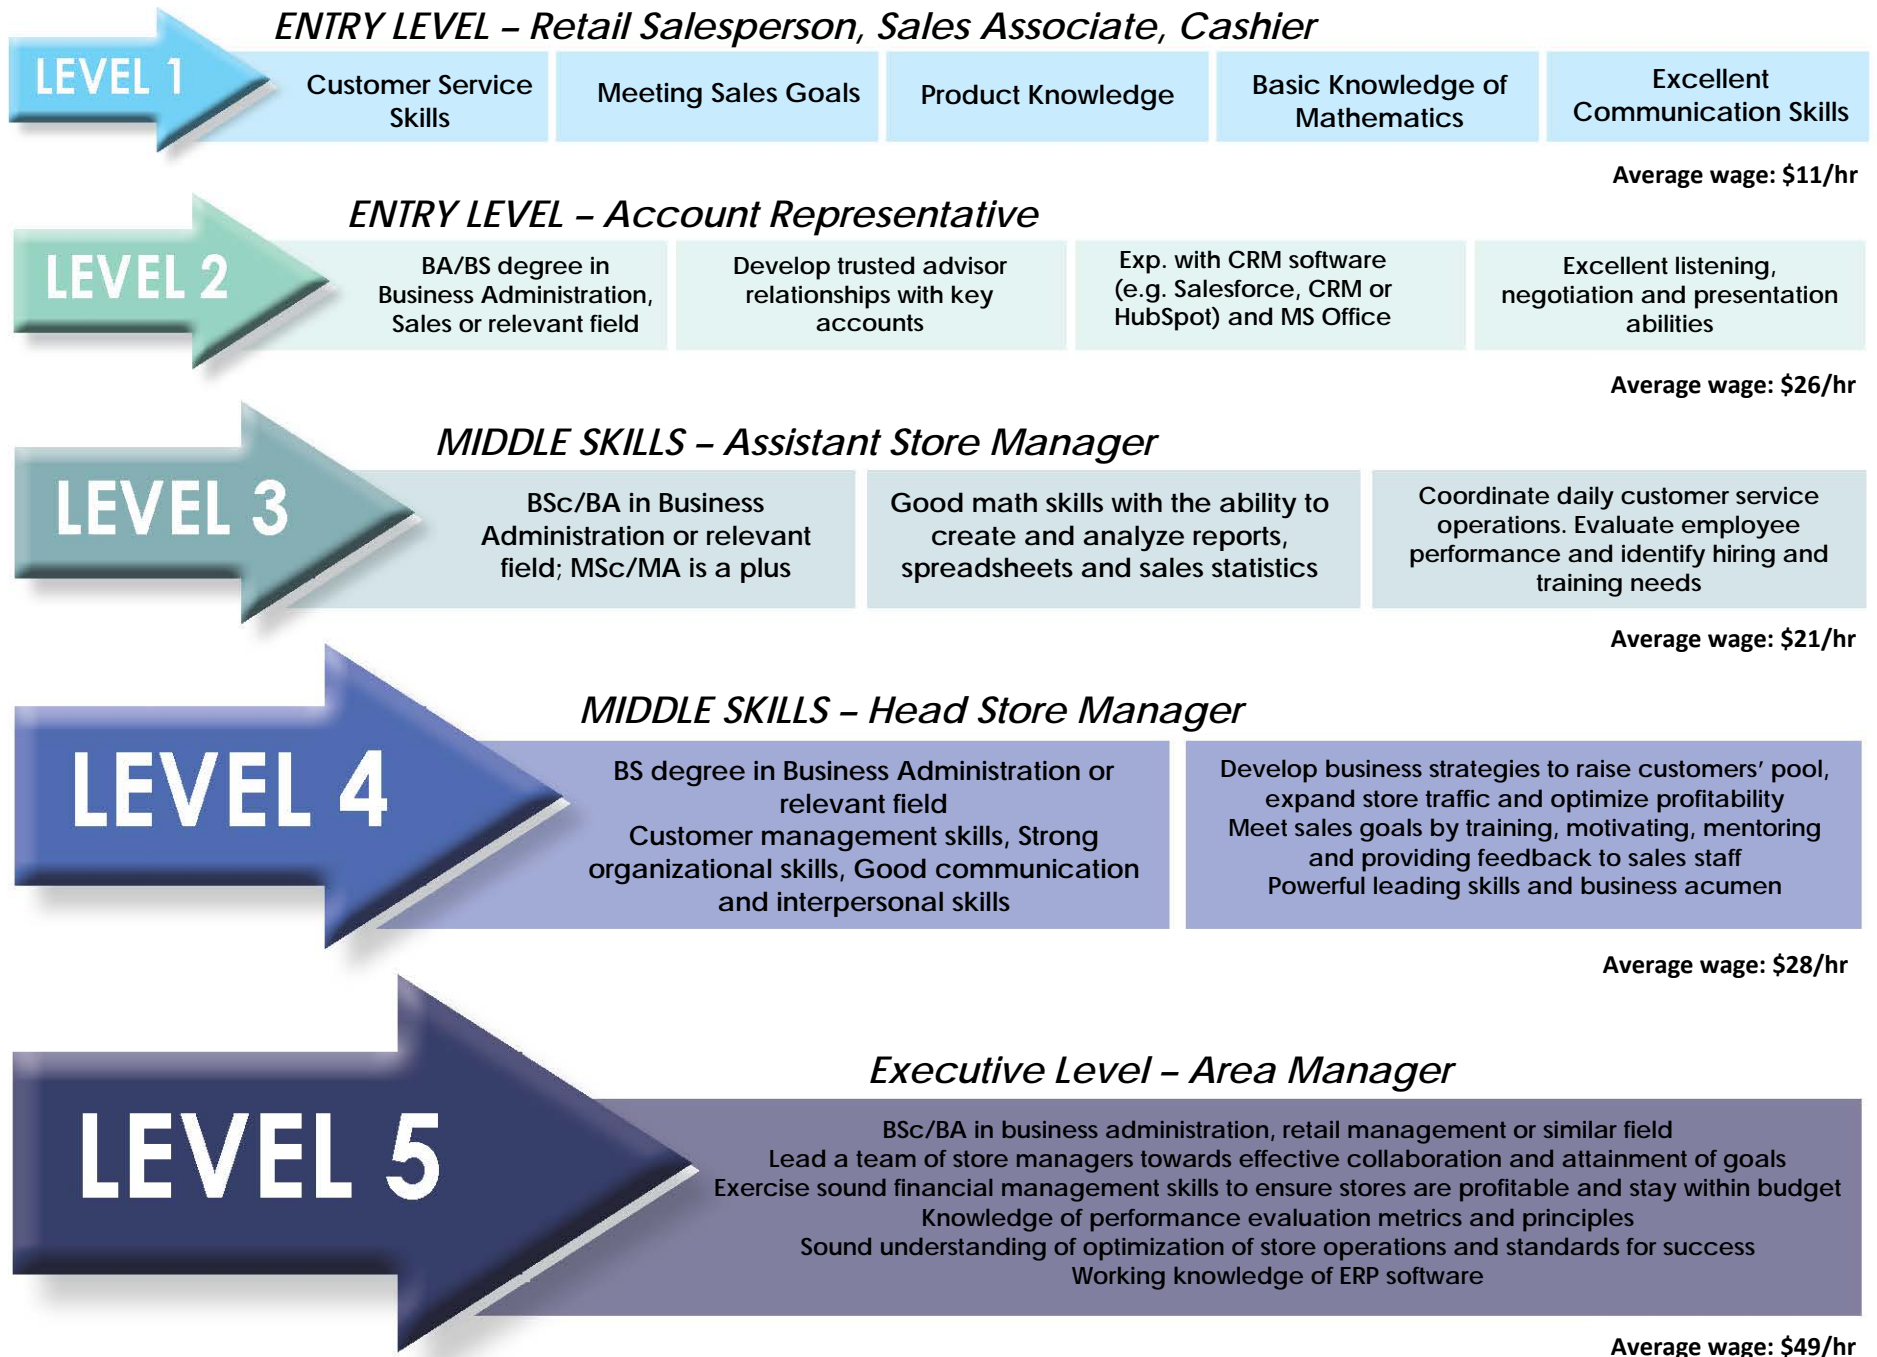 ENTRY LEVEL – Retail Salesperson, Sales Associate, Cashier
LEVEL 1
Customer Service
Skills
Meeting Sales Goals
Product Knowledge
Basic Knowledge of
Mathematics
Excellent
Communication Skills
Average wage: $11/hr
ENTRY LEVEL – Account Representative
LEVEL 2
BA/BS degree in
Business Administration,
Sales or relevant field
Develop trusted advisor
relationships with key
accounts
Exp. with CRM software
(e.g. Salesforce, CRM or
HubSpot) and MS Office
Excellent listening,
negotiation and presentation
abilities
Average wage: $26/hr
MIDDLE SKILLS – Assistant Store Manager
LEVEL 3
BSc/BA in Business
Administration or relevant
field; MSc/MA is a plus
Good math skills with the ability to
create and analyze reports,
spreadsheets and sales statistics
Coordinate daily customer service
operations. Evaluate employee
performance and identify hiring and
training needs
Average wage: $21/hr
MIDDLE SKILLS – Head Store Manager
LEVEL 4
BS degree in Business Administration or
relevant field
Customer management skills, Strong
organizational skills, Good communication
and interpersonal skills
Develop business strategies to raise customers’ pool,
expand store traffic and optimize profitability
Meet sales goals by training, motivating, mentoring
and providing feedback to sales staff
Powerful leading skills and business acumen
Average wage: $28/hr
Executive Level – Area Manager
LEVEL 5
BSc/BA in business administration, retail management or similar field
Lead a team of store managers towards effective collaboration and attainment of goals
Exercise sound financial management skills to ensure stores are profitable and stay within budget
Knowledge of performance evaluation metrics and principles
Sound understanding of optimization of store operations and standards for success
Working knowledge of ERP software
Average wage: $49/hr